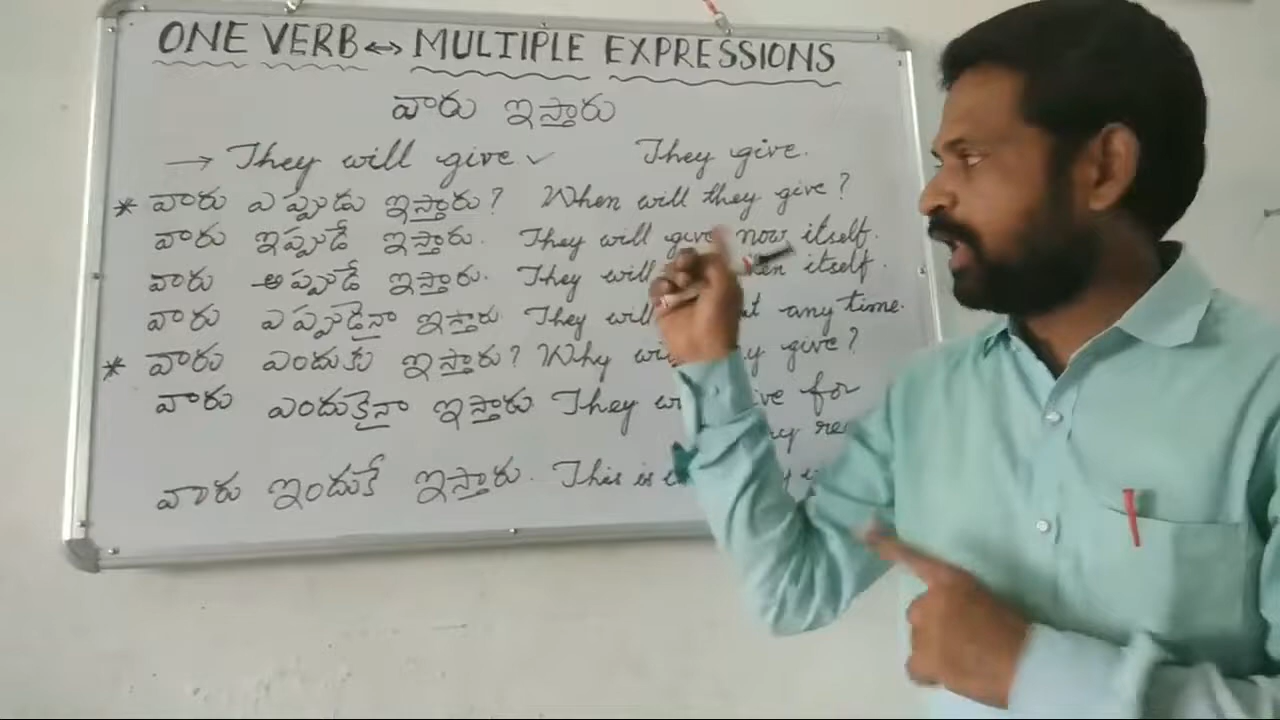 ONE VERB ↔ MULTIPLE EXPRESSIONS
వారు ఇస్తారు
→ They will give ✓ They give.
* వారు ఎప్పుడు ఇస్తారు? When will they give?
వారు ఇప్పుడే ఇస్తారు. They will give now itself.
వారు అప్పుడే ఇస్తారు. They will itself.
వారు ఎప్పుడైనా ఇస్తారు. They will any time.
* వారు ఎందుకు ఇస్తారు? Why give?
వారు ఎందుకైనా ఇస్తారు They for
వారు ఇందుకే ఇస్తారు. This is